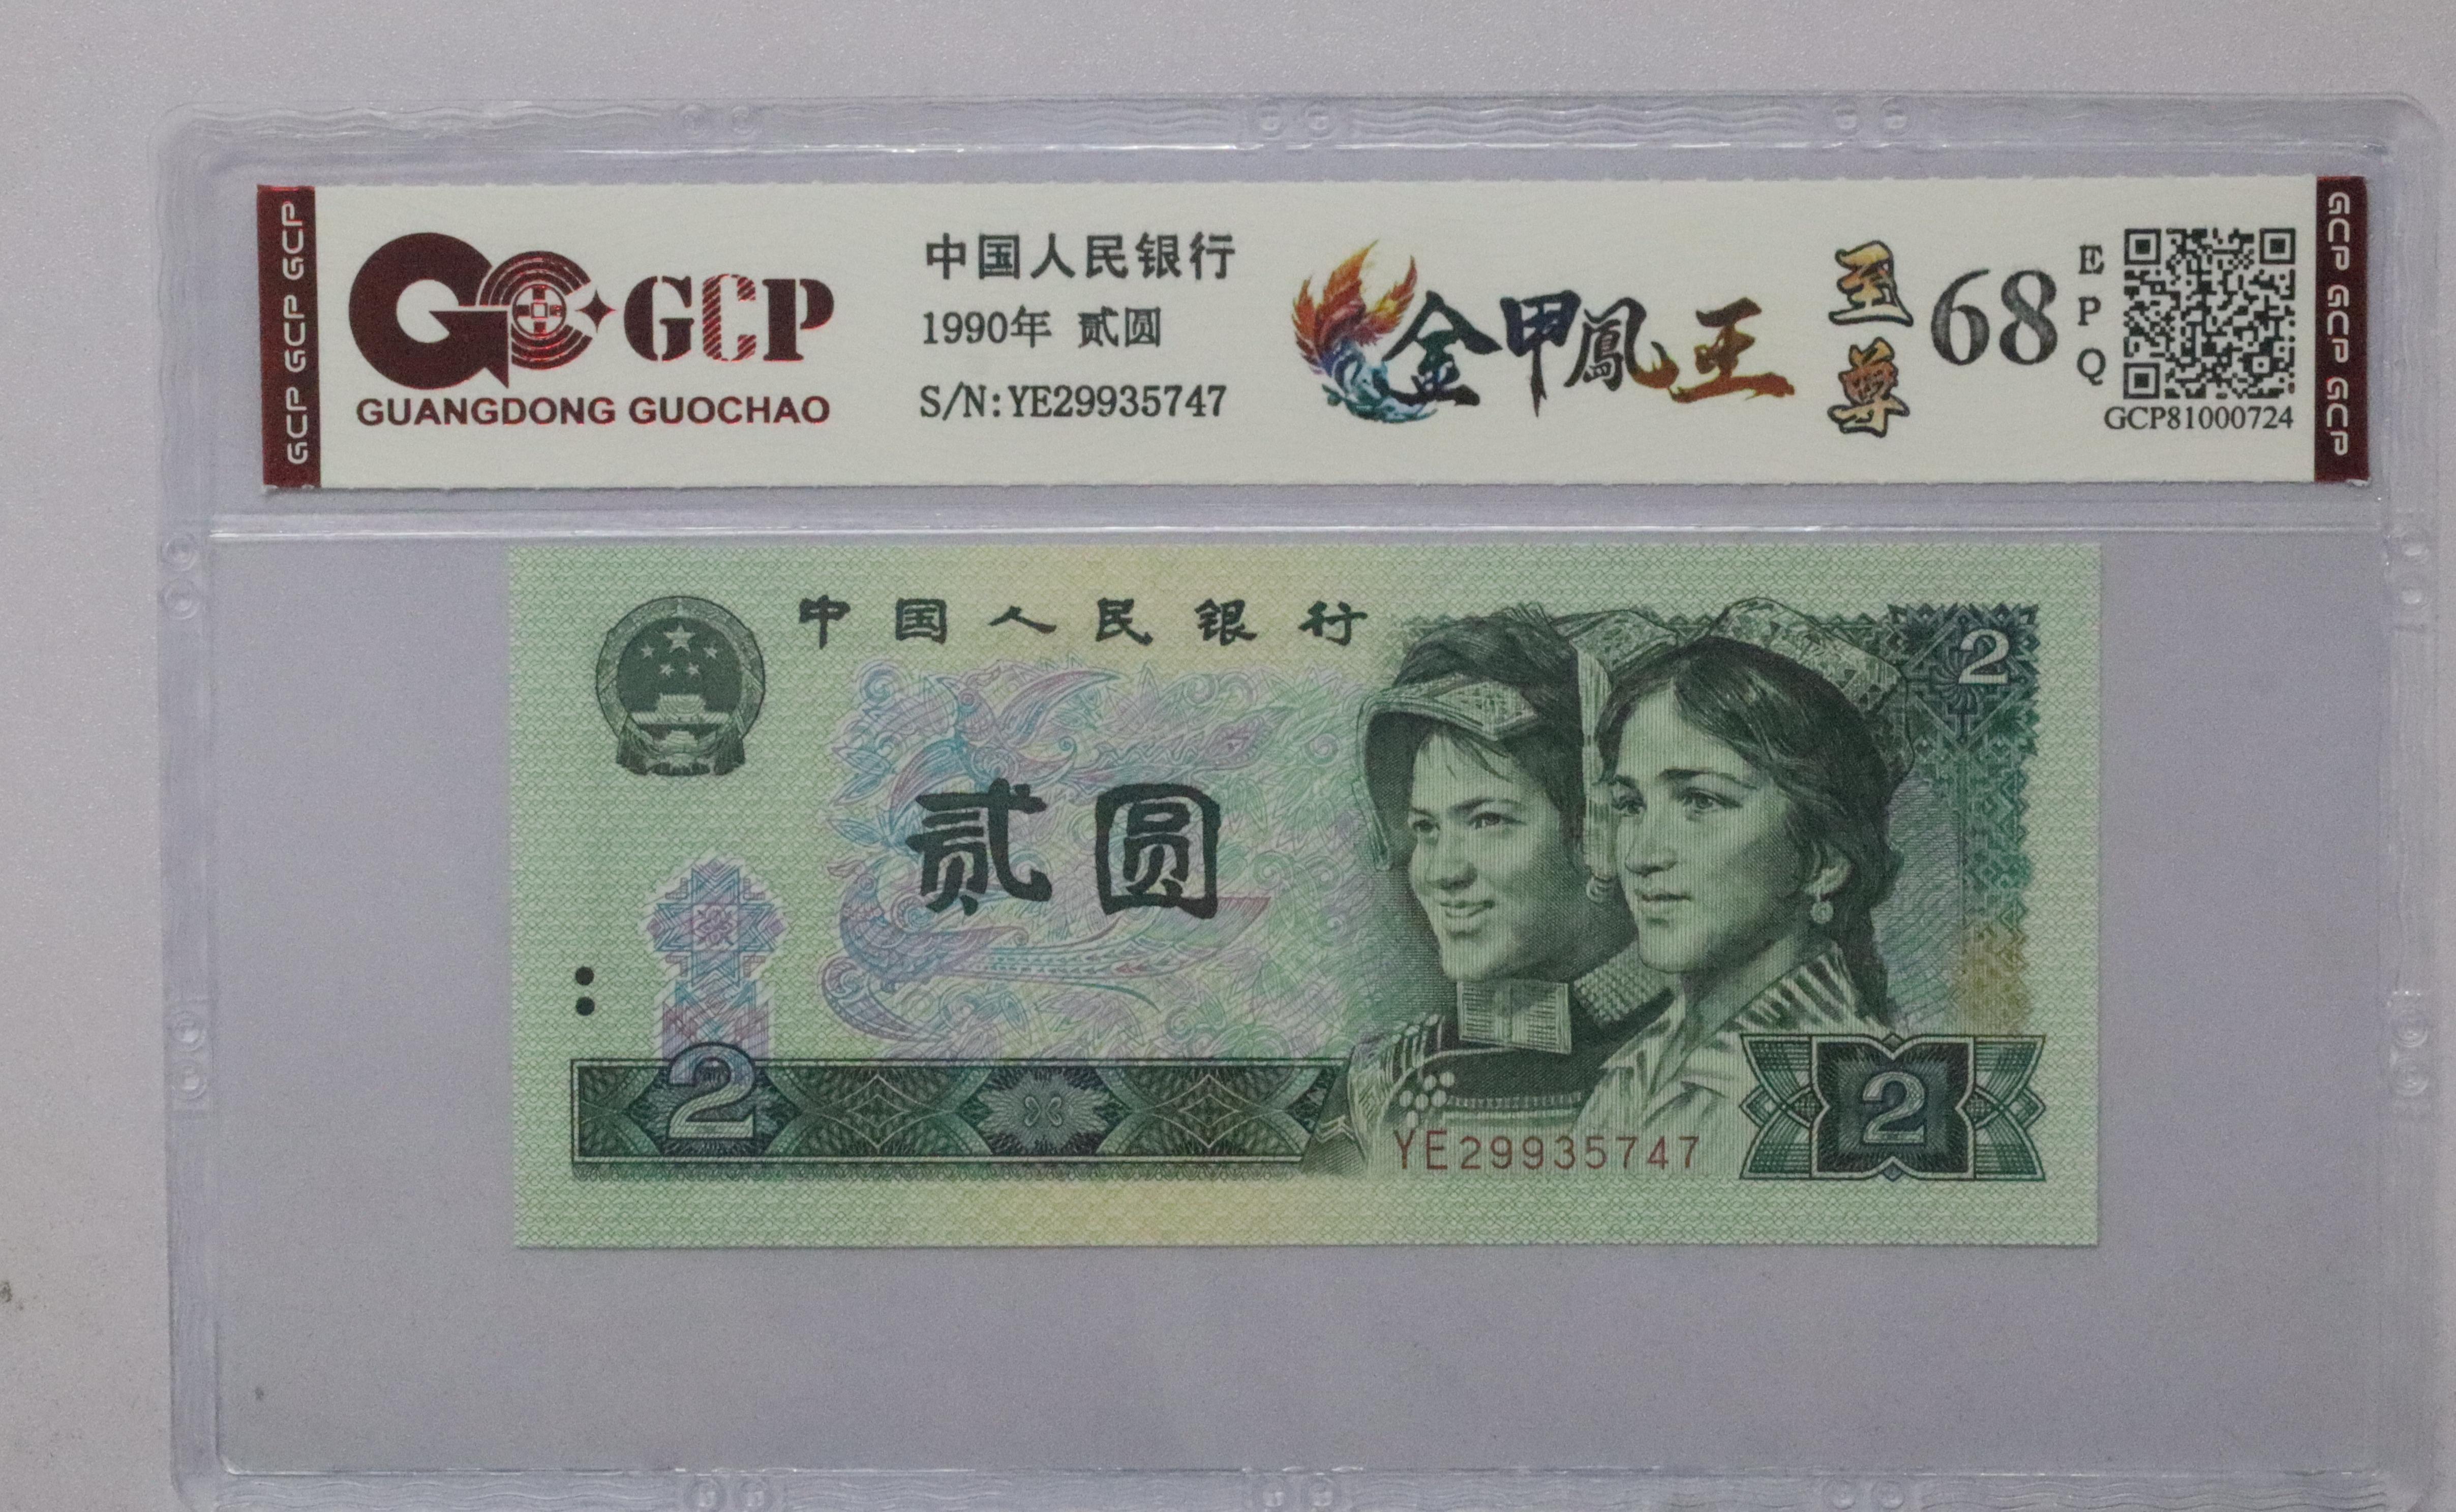 GCP GCP GCP
GCP
GUANGDONG GUOCHAO
中国人民银行
1990年 贰圆
S/N:YE29935747
金甲鳳王
至尊
68
EPQ
GCP81000724
GCP GCP GCP
中国人民银行
2
贰圆
2
YE29935747
2